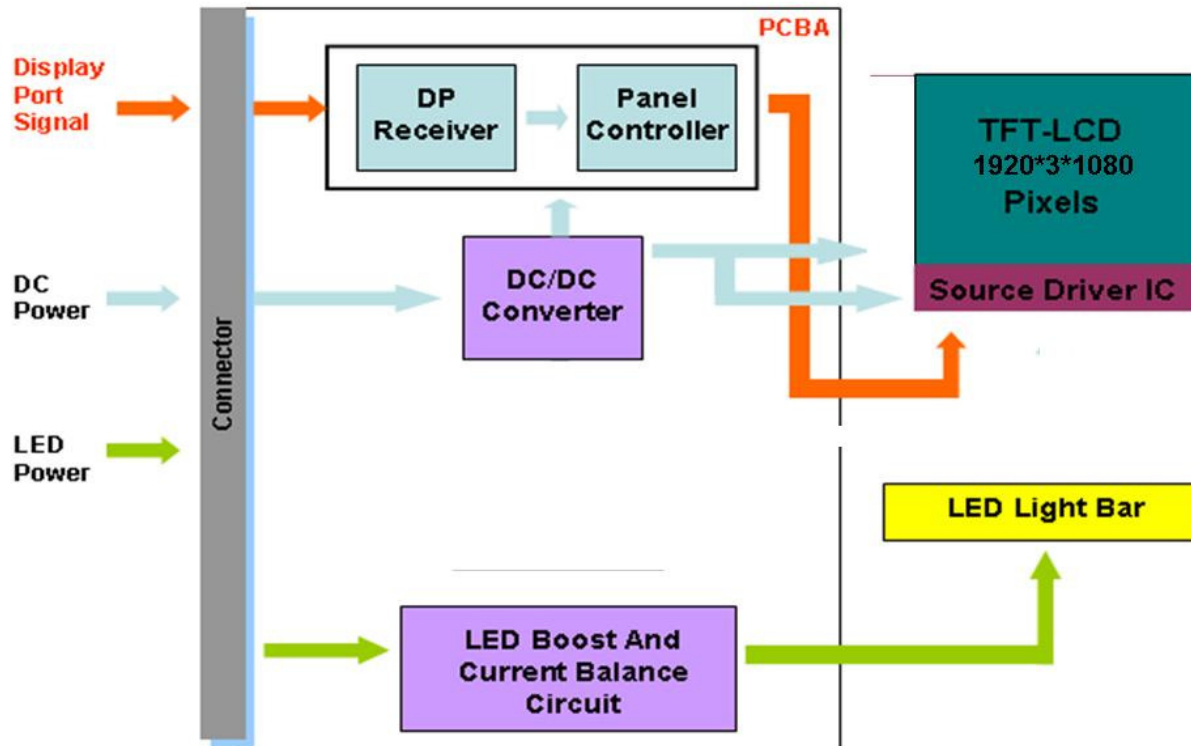 PCBA
Display
Port
Signal
DP
Receiver
Panel
Controller
TFT-LCD
1920*3*1080
Pixels
Source Driver IC
DC
Power
DC/DC
Converter
Connector
LED
Power
LED Light Bar
LED Boost And
Current Balance
Circuit